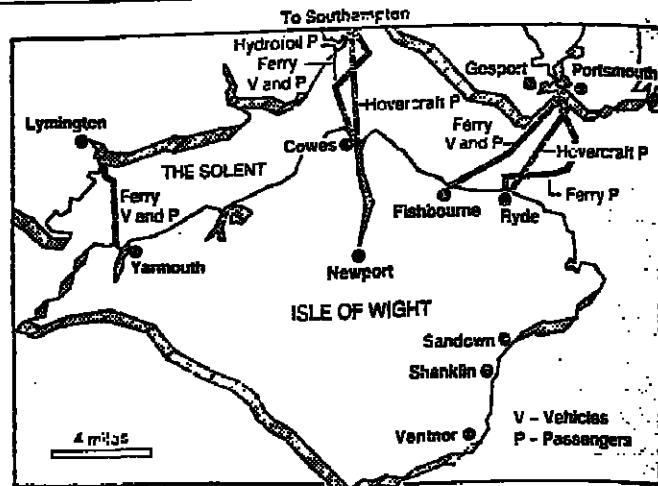 To Southampton
Hydrofoil P
Ferry
V and P
Gosport
Portsmouth
Hovercraft P
Lymington
Cowes
Ferry
V and P
Hovercraft P
THE SOLENT
Ferry
V and P
Fishbourne
Ryde
Ferry P
Yarmouth
Newport
ISLE OF WIGHT
Sandown
Shanklin
Ventnor
V – Vehicles
P – Passengers
4 miles